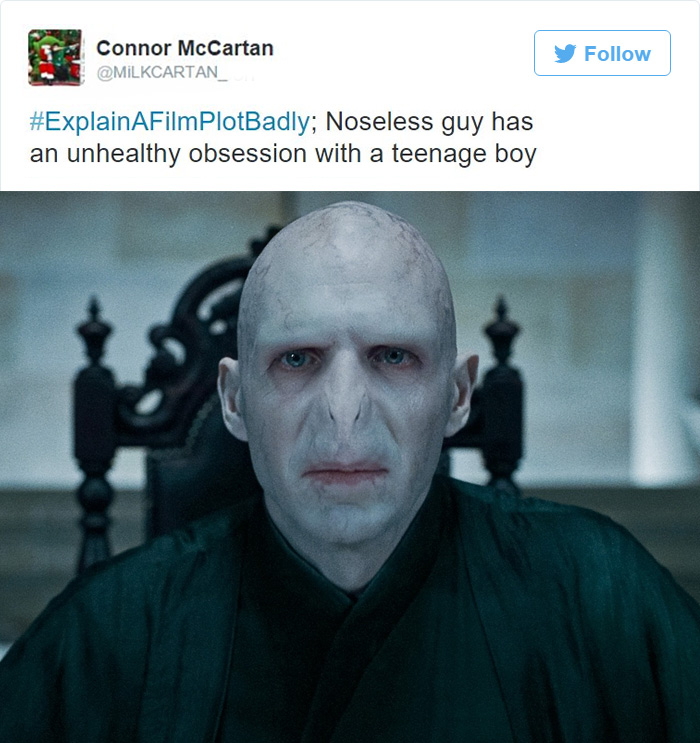 Connor McCartan
@MiLKCARTAN_
Follow
#ExplainAFilmPlotBadly; Noseless guy has
an unhealthy obsession with a teenage boy